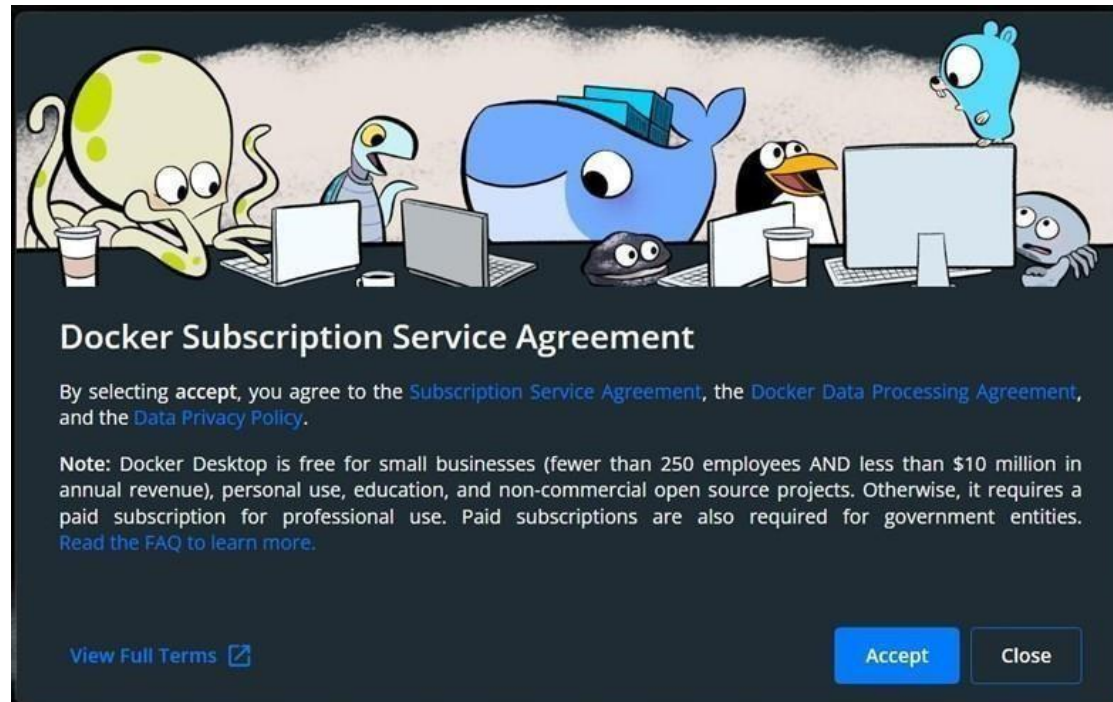 Docker Subscription Service Agreement
By selecting accept, you agree to the Subscription Service Agreement, the Docker Data Processing Agreement,
and the Data Privacy Policy.
Note: Docker Desktop is free for small businesses (fewer than 250 employees AND less than $10 million in
annual revenue), personal use, education, and non-commercial open source projects. Otherwise, it requires a
paid subscription for professional use. Paid subscriptions are also required for government entities.
Read the FAQ to learn more.
View Full Terms
Accept
Close